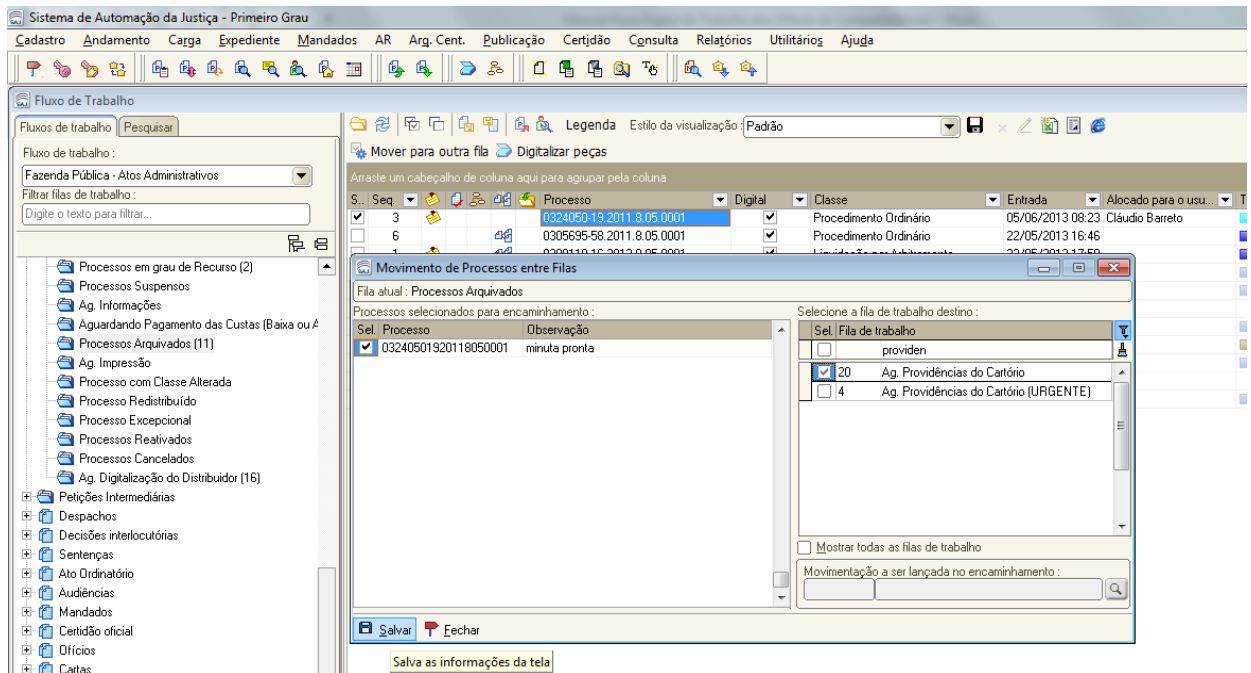 Sistema de Automação da Justiça - Primeiro Grau
Cadastro Andamento Carga Expediente Mandados AR Arq. Cent. Publicação Certidão Consulta Relatórios Utilitários Ajuda
Fluxo de Trabalho
Fluxos de trabalho Pesquisar
Legenda Estilo da visualização : Padrão
Fluxo de trabalho :
Mover para outra fila Digitalizar peças
Fazenda Pública - Atos Administrativos
Arraste um cabeçalho de coluna aqui para agrupar pela coluna
Filtrar filas de trabalho :
Digite o texto para filtrar...
S.. Seq. Processo Digital Classe Entrada Alocado para o usu... T
3 0324050-19.2011.8.05.0001 Procedimento Ordinário 05/06/2013 08:23 Cláudio Barreto
6 0305695-58.2011.8.05.0001 Procedimento Ordinário 22/05/2013 16:46
Processos em grau de Recurso (2)
Processos Suspensos
Ag. Informações
Aguardando Pagamento das Custas (Baixa ou A
Processos Arquivados (11)
Ag. Impressão
Processo com Classe Alterada
Processo Redistribuído
Processo Excepcional
Processos Reativados
Processos Cancelados
Ag. Digitalização do Distribuidor (16)
Petições Intermediárias
Despachos
Decisões interlocutórias
Sentenças
Ato Ordinatório
Audiências
Mandados
Certidão oficial
Ofícios
Cartas
Movimento de Processos entre Filas
Fila atual : Processos Arquivados
Processos selecionados para encaminhamento :
Sel. Processo Observação
03240501920118050001 minuta pronta
Selecione a fila de trabalho destino :
Sel. Fila de trabalho
providen
20 Ag. Providências do Cartório
4 Ag. Providências do Cartório (URGENTE)
Mostrar todas as filas de trabalho
Movimentação a ser lançada no encaminhamento :
Salvar Fechar
Salva as informações da tela